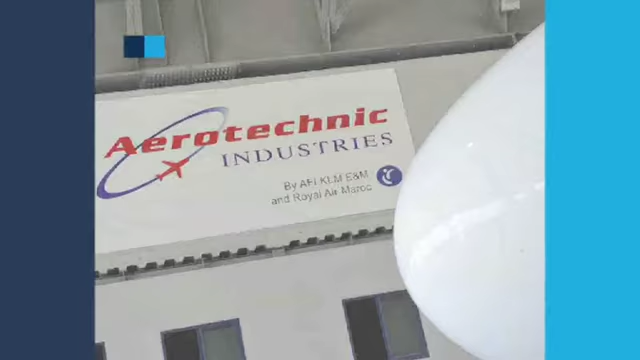 Aerotechnic
INDUSTRIES
By AFI KLM E&M
and Royal Air Maroc